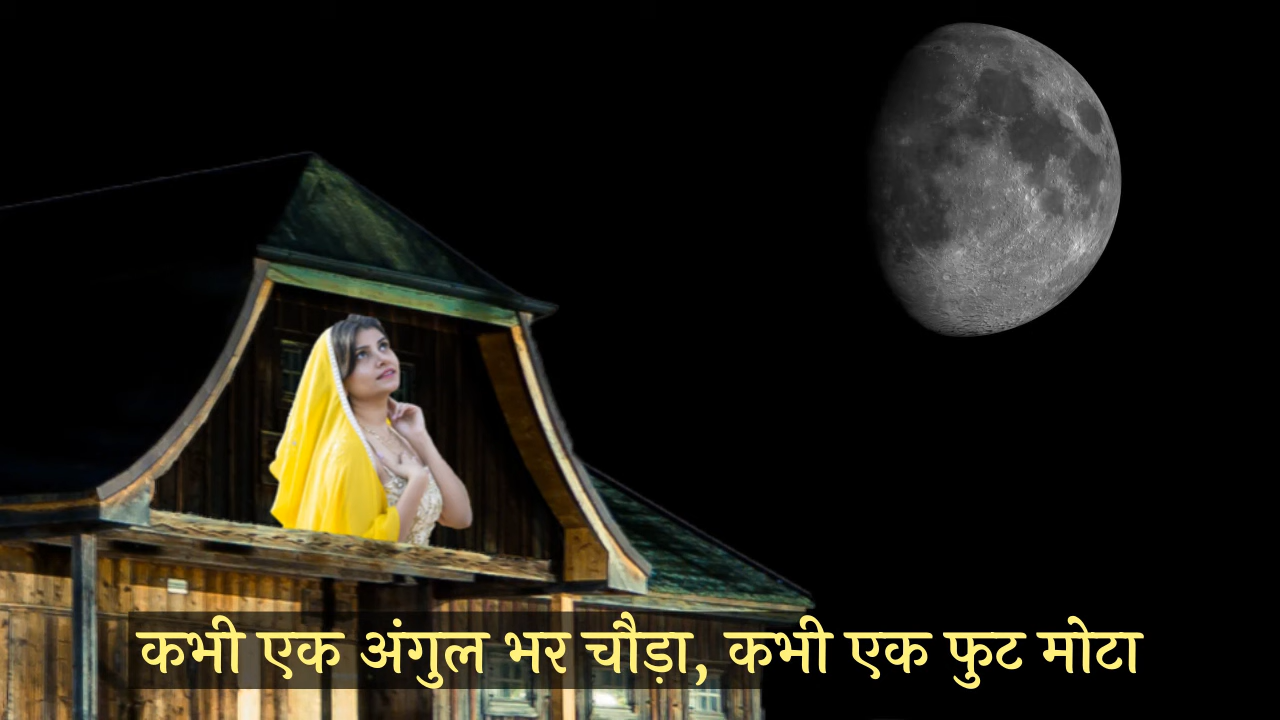 कभी एक अंगुल भर चौड़ा, कभी एक फुट मोटा